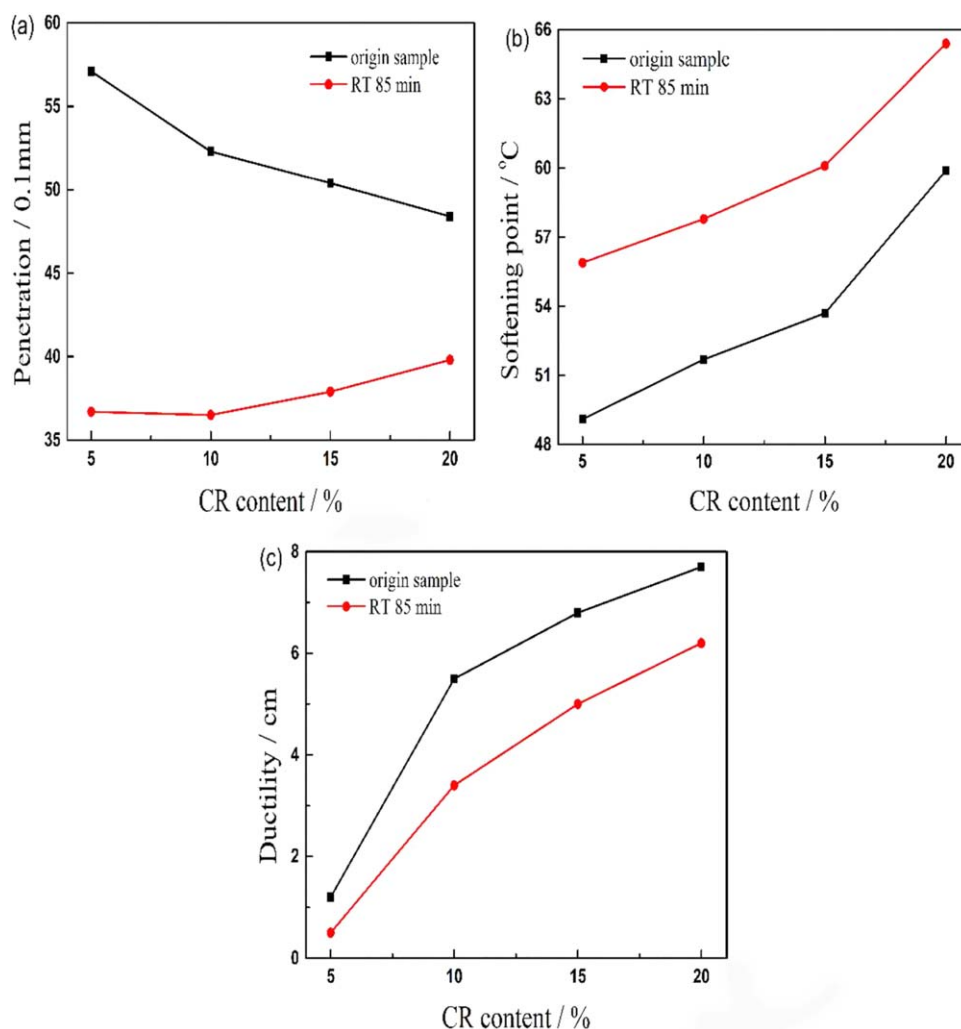 (a)
60
55
50
45
40
35
Penetration / 0.1mm
origin sample
RT 85 min
5 10 15 20
CR content / %
(b)
66
63
60
57
54
51
48
Softening point / °C
origin sample
RT 85 min
5 10 15 20
CR content / %
(c)
8
6
4
2
0
Ductility / cm
origin sample
RT 85 min
5 10 15 20
CR content / %